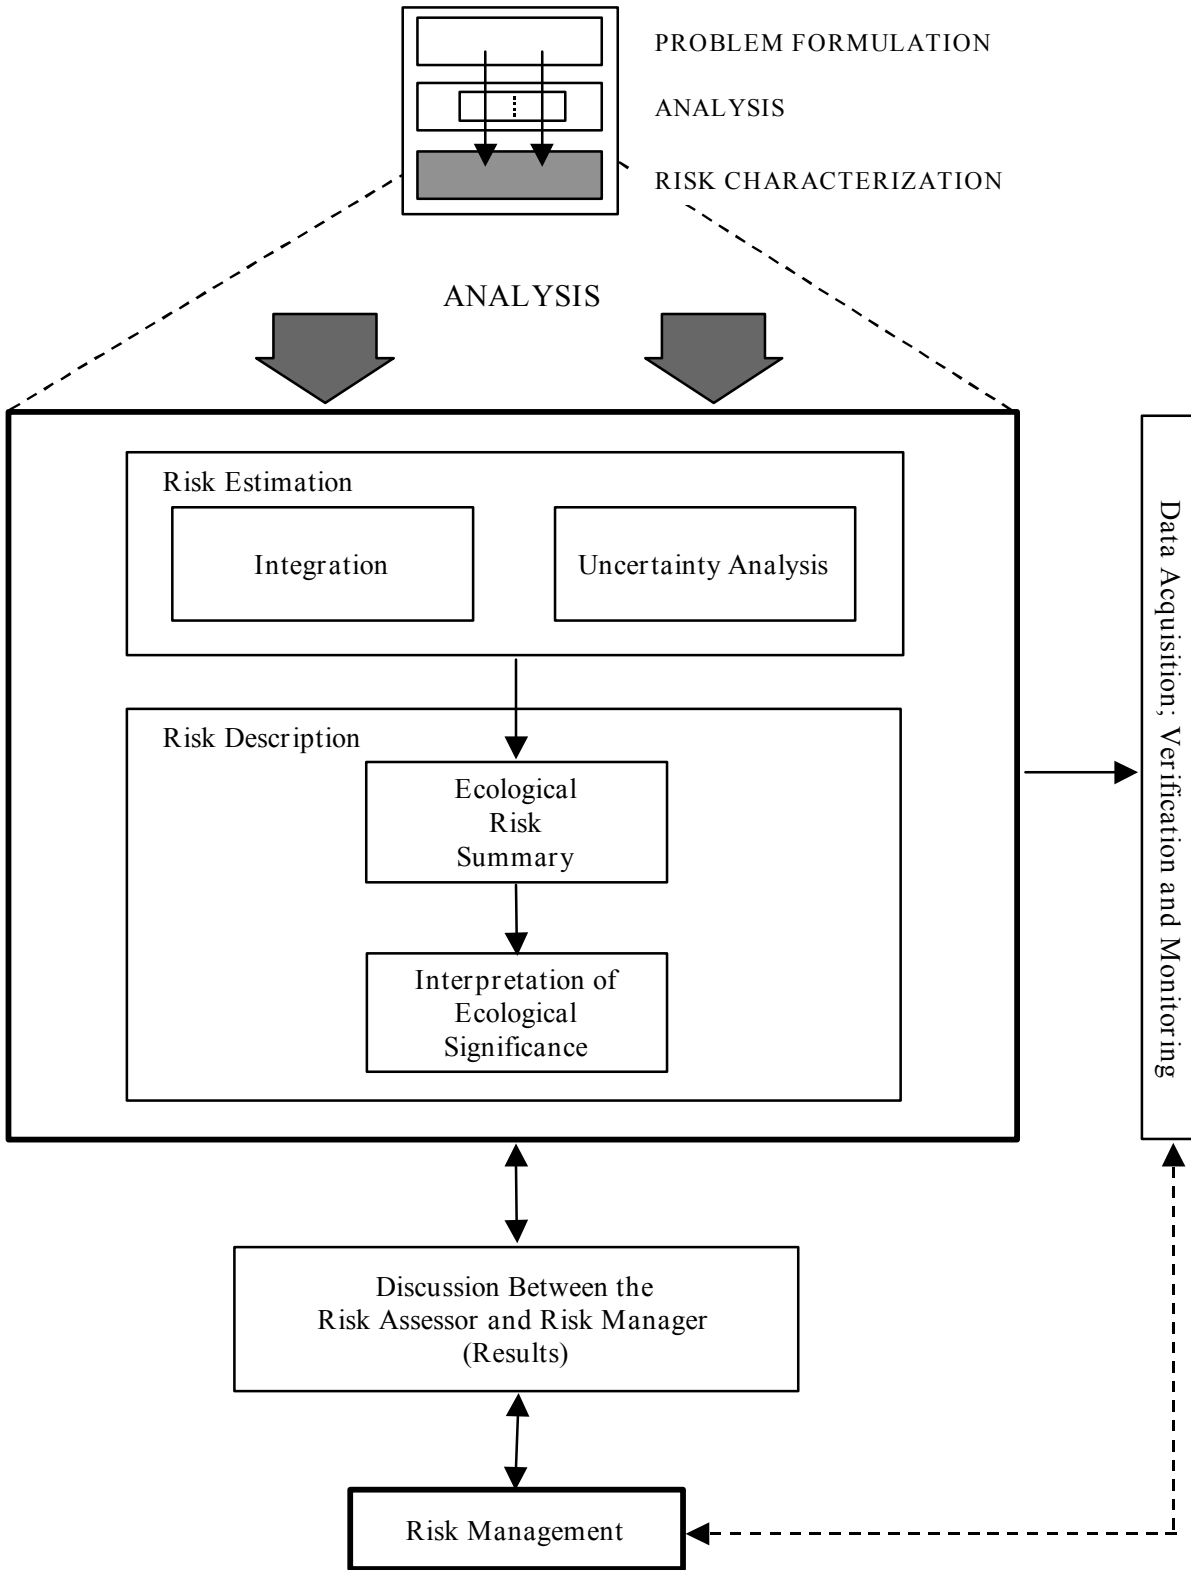 PROBLEM FORMULATION
ANALYSIS
RISK CHARACTERIZATION
ANALYSIS
Risk Estimation
Integration
Uncertainty Analysis
Risk Description
Ecological
Risk
Summary
Interpretation of
Ecological
Significance
Data Acquisition; Verification and Monitoring
Discussion Between the
Risk Assessor and Risk Manager
(Results)
Risk Management